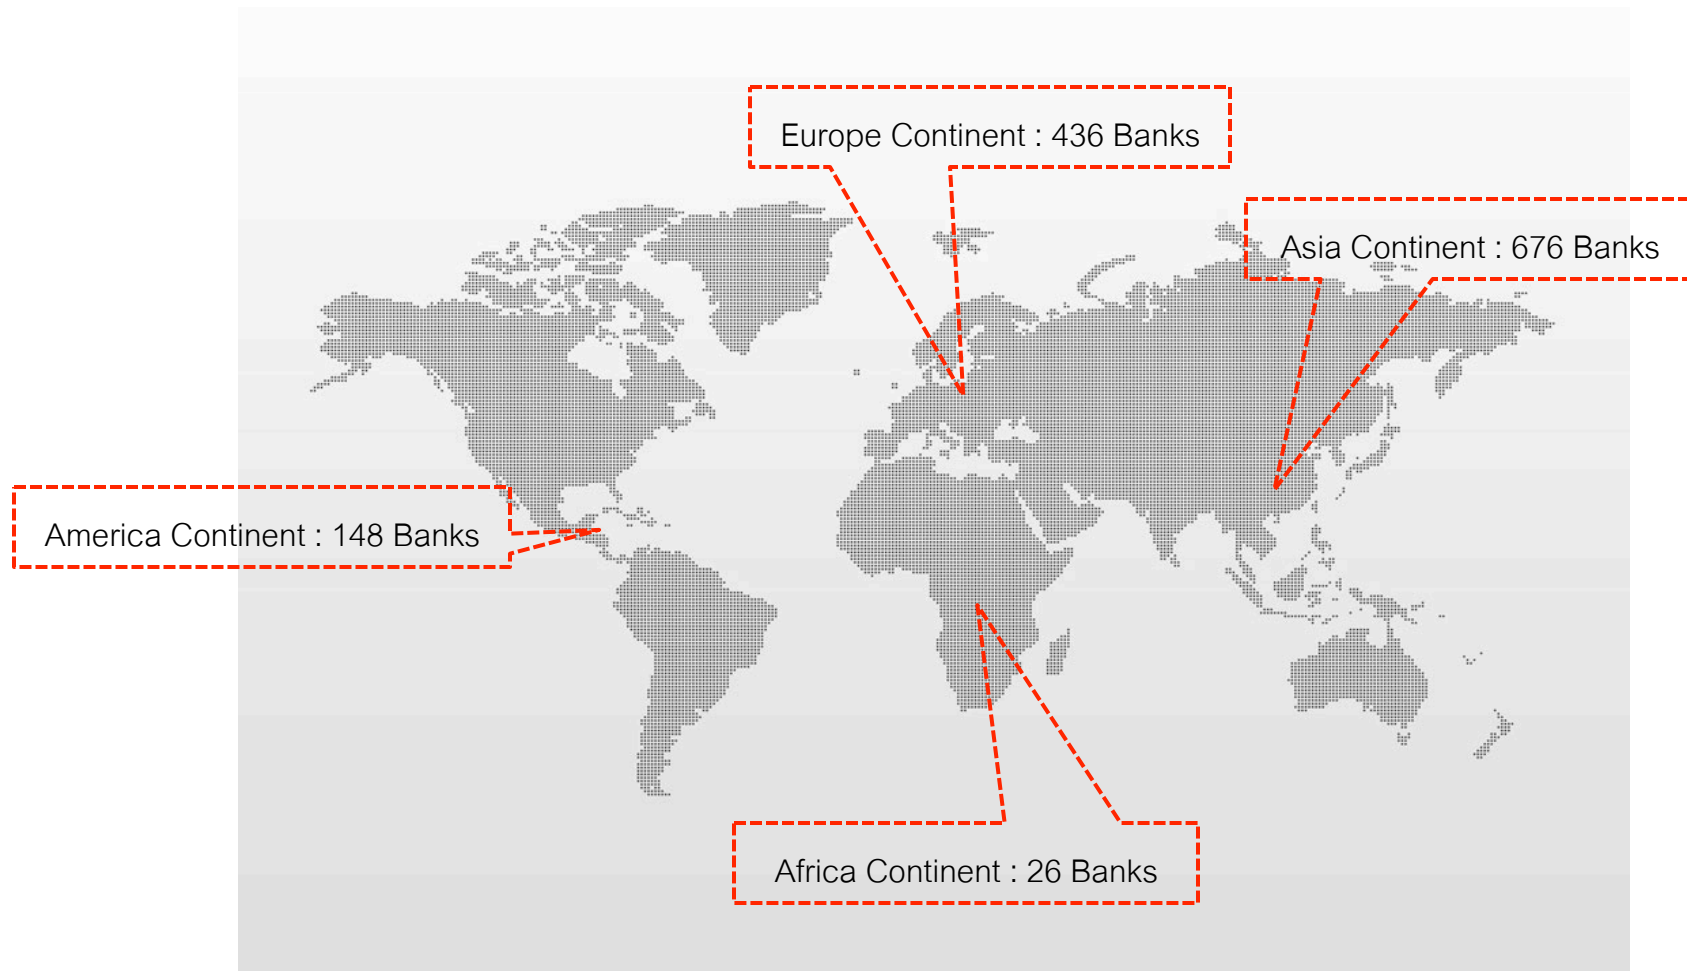 Europe Continent : 436 Banks
Asia Continent : 676 Banks
America Continent : 148 Banks
Africa Continent : 26 Banks